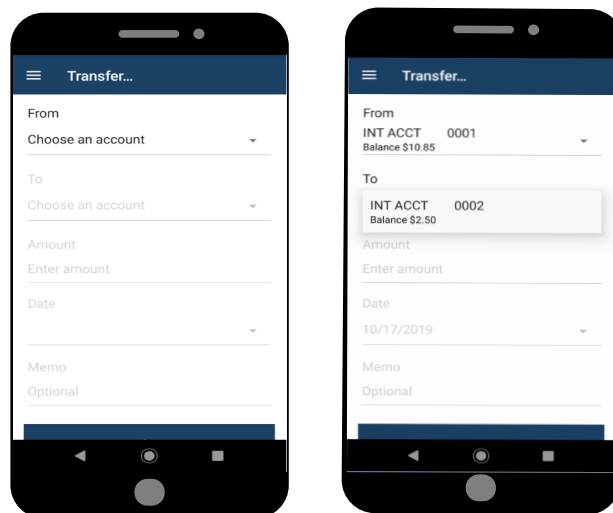 Transfer...
From
Choose an account
To
Choose an account
Amount
Enter amount
Date
Memo
Optional
Transfer...
From
INT ACCT 0001
Balance $10.85
To
INT ACCT 0002
Balance $2.50
Amount
Enter amount
Date
10/17/2019
Memo
Optional